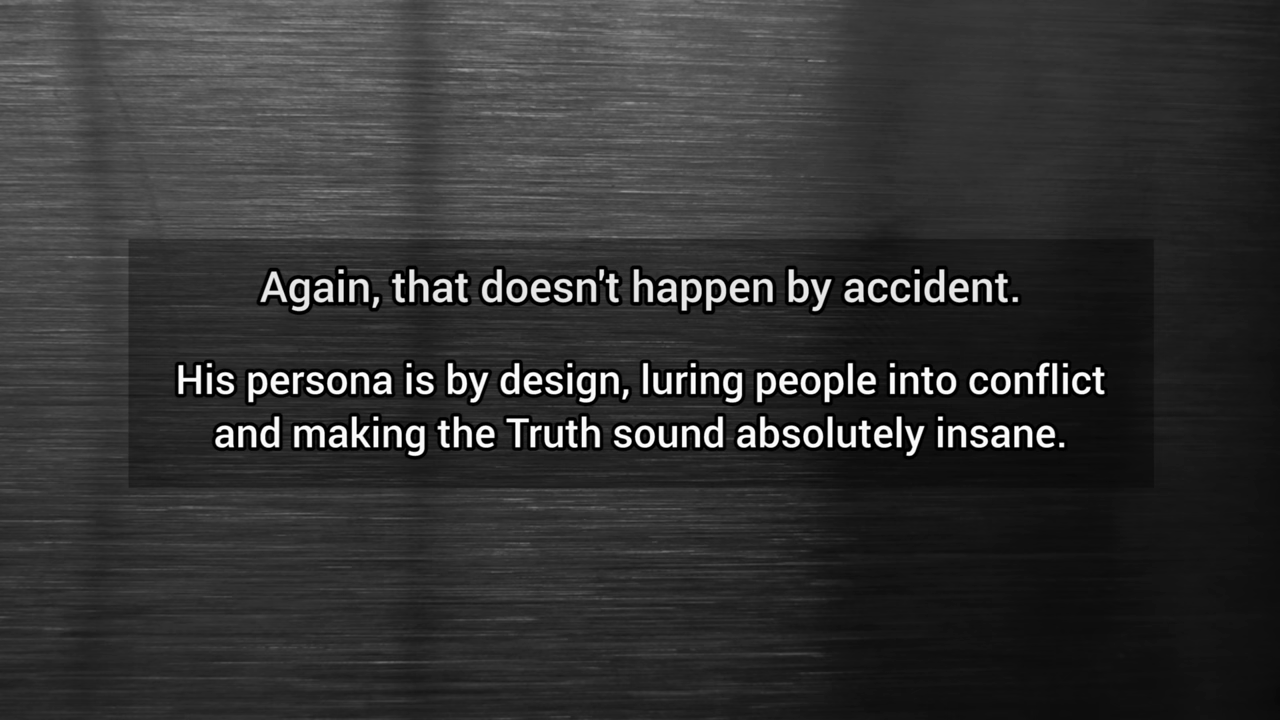 Again, that doesn't happen by accident.
His persona is by design, luring people into conflict
and making the Truth sound absolutely insane.